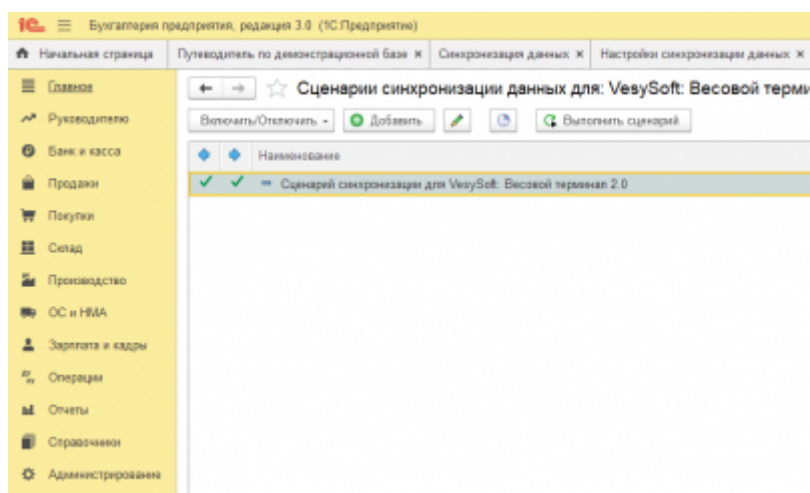 1С Бухгалтерия предприятия, редакция 3.0 (1С:Предприятие)
Начальная страница Путеводитель по демонстрационной базе × Синхронизация данных × Настройки синхронизации данных ×
Главное
Руководителю
Банк и касса
Продажи
Покупки
Склад
Производство
ОС и НМА
Зарплата и кадры
Операции
Отчеты
Справочники
Администрирование
Сценарии синхронизации данных для: VesySoft: Весовой терми
Включить/Отключить Добавить Выполнить сценарий
Наименование
Сценарий синхронизации для VesySoft: Весовой терминал 2.0